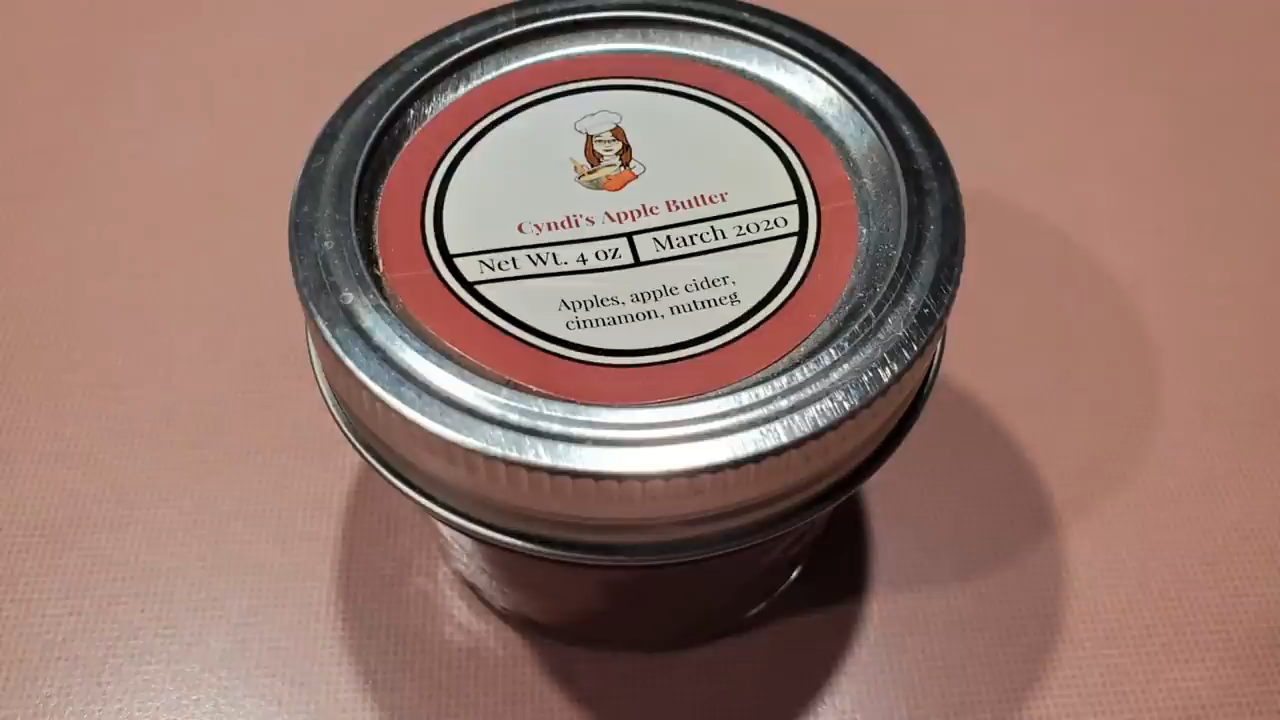 Cyndi's Apple Butter
Net Wt. 4 oz
March 2020
Apples, apple cider,
cinnamon, nutmeg